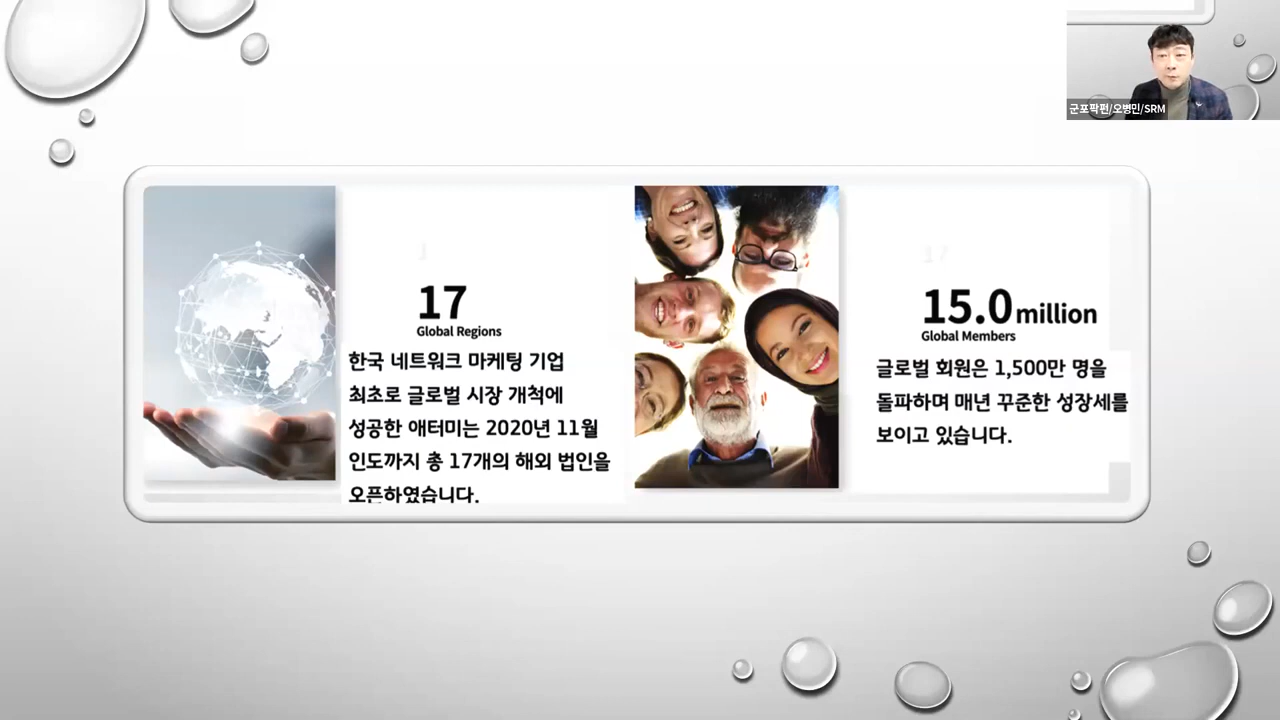 군포팍펀/오병민/SRM
17
Global Regions
한국 네트워크 마케팅 기업
최초로 글로벌 시장 개척에
성공한 애터미는 2020년 11월
인도까지 총 17개의 해외 법인을
오픈하였습니다.
15.0 million
Global Members
글로벌 회원은 1,500만 명을
돌파하며 매년 꾸준한 성장세를
보이고 있습니다.